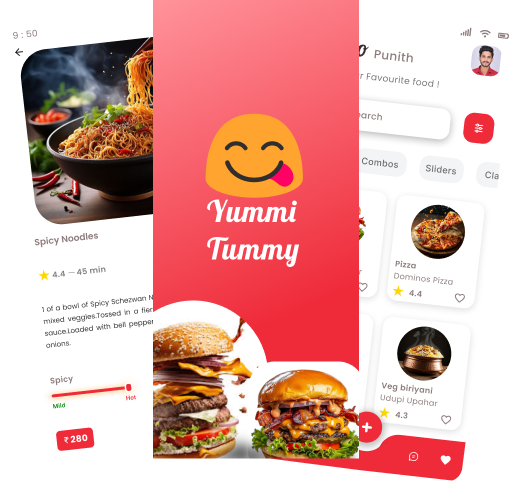 9:50
Spicy Noodles
4.4 — 45 min
1 of a bowl of Spicy Schezwan N
mixed veggies.Tossed in a fier
sauce.Loaded with bell pepper
onions.
Spicy
Mild
Hot
₹ 280
Yummi
Tummy
Punith
r Favourite food !
earch
Combos
Sliders
Cla
Pizza
Dominos Pizza
4.4
Veg biriyani
Udupi Upahar
4.3